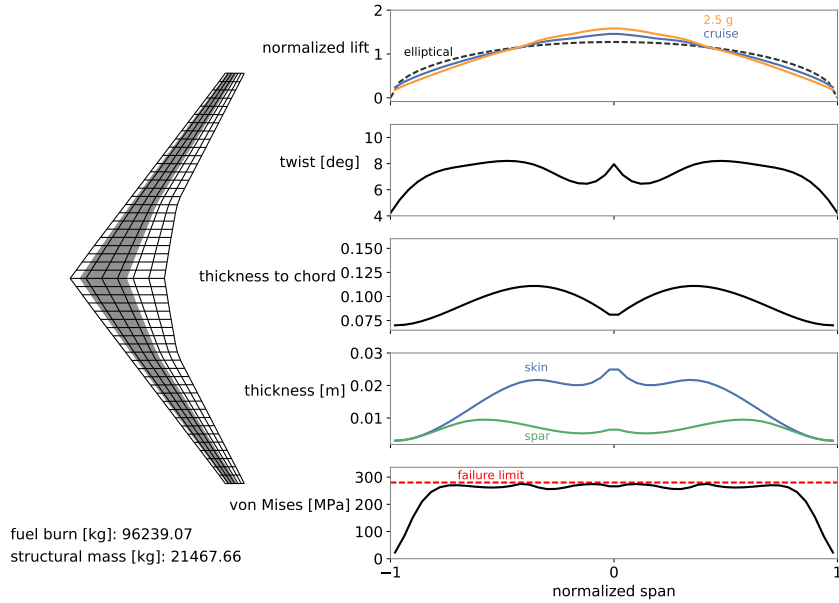 2
2.5 g
cruise
normalized lift
elliptical
1
0
10
8
twist [deg]
6
4
0.150
0.125
thickness to chord
0.100
0.075
0.03
skin
0.02
thickness [m]
0.01
spar
failure limit
300
200
von Mises [MPa]
100
0
fuel burn [kg]: 96239.07
structural mass [kg]: 21467.66
−1
0
1
normalized span